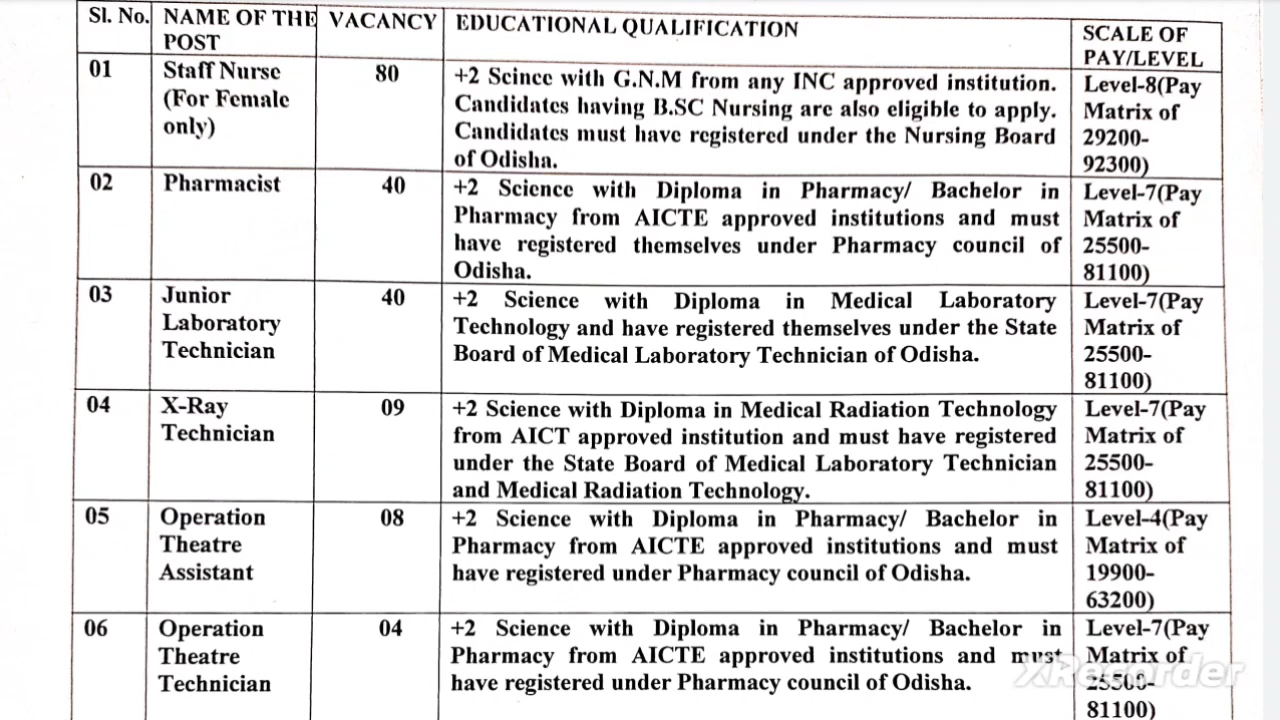 Sl. No. NAME OF THE POST VACANCY EDUCATIONAL QUALIFICATION SCALE OF PAY/LEVEL
01 Staff Nurse (For Female only) 80
+2 Scince with G.N.M from any INC approved institution.
Candidates having B.SC Nursing are also eligible to apply.
Candidates must have registered under the Nursing Board
of Odisha.
Level-8(Pay
Matrix of
29200-
92300)
02 Pharmacist 40
+2 Science with Diploma in Pharmacy/ Bachelor in
Pharmacy from AICTE approved institutions and must
have registered themselves under Pharmacy council of
Odisha.
Level-7(Pay
Matrix of
25500-
81100)
03 Junior Laboratory Technician 40
+2 Science with Diploma in Medical Laboratory
Technology and have registered themselves under the State
Board of Medical Laboratory Technician of Odisha.
Level-7(Pay
Matrix of
25500-
81100)
04 X-Ray Technician 09
+2 Science with Diploma in Medical Radiation Technology
from AICT approved institution and must have registered
under the State Board of Medical Laboratory Technician
and Medical Radiation Technology.
Level-7(Pay
Matrix of
25500-
81100)
05 Operation Theatre Assistant 08
+2 Science with Diploma in Pharmacy/ Bachelor in
Pharmacy from AICTE approved institutions and must
have registered under Pharmacy council of Odisha.
Level-4(Pay
Matrix of
19900-
63200)
06 Operation Theatre Technician 04
+2 Science with Diploma in Pharmacy/ Bachelor in
Pharmacy from AICTE approved institutions and must
have registered under Pharmacy council of Odisha.
Level-7(Pay
Matrix of
25500-
81100)
XRecorder